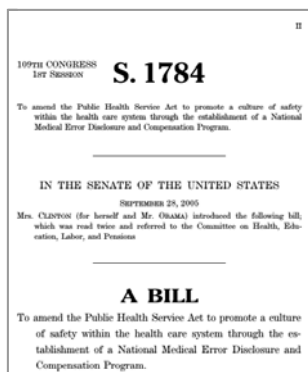 II
109TH CONGRESS
1ST SESSION
S. 1784
To amend the Public Health Service Act to promote a culture of safety
within the health care system through the establishment of a National
Medical Error Disclosure and Compensation Program.
IN THE SENATE OF THE UNITED STATES
SEPTEMBER 28, 2005
Mrs. CLINTON (for herself and Mr. OBAMA) introduced the following bill;
which was read twice and referred to the Committee on Health, Edu-
cation, Labor, and Pensions
A BILL
To amend the Public Health Service Act to promote a culture
of safety within the health care system through the es-
tablishment of a National Medical Error Disclosure and
Compensation Program.